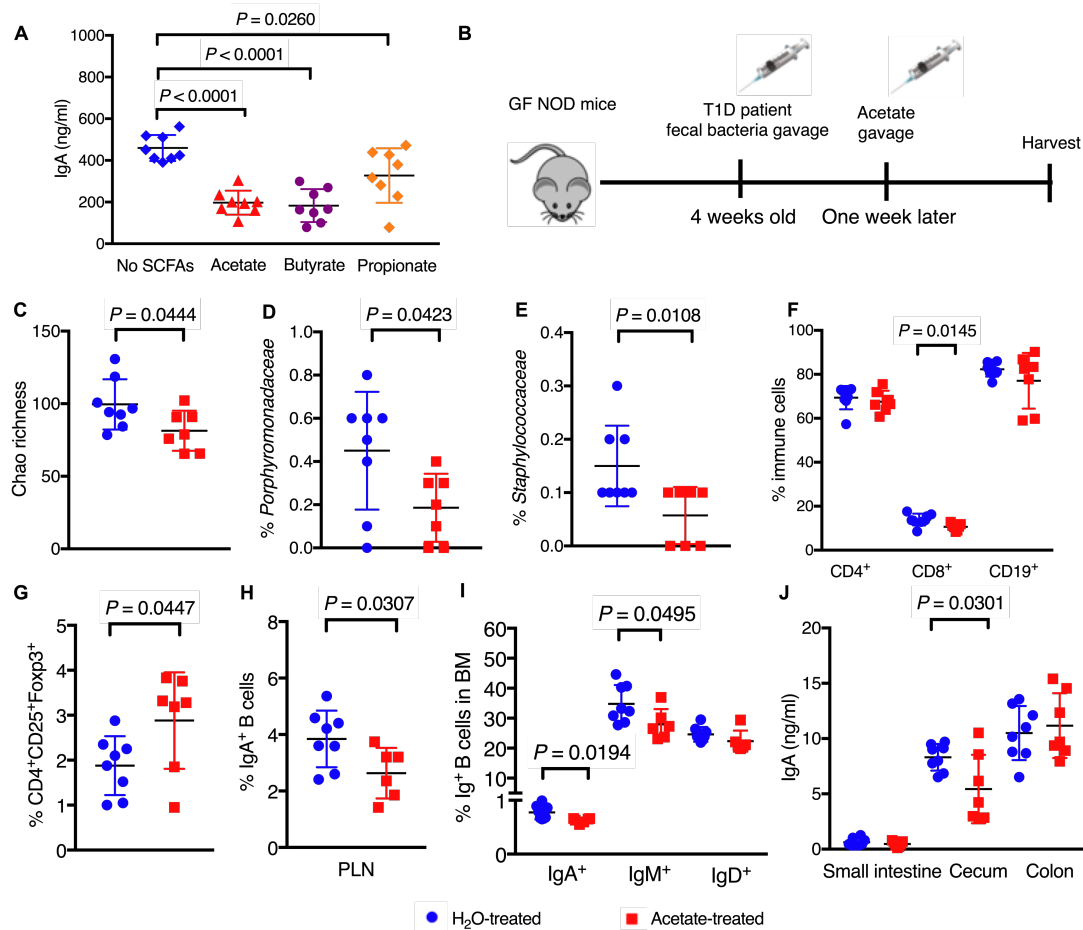 A
P = 0.0260
P < 0.0001
P < 0.0001
IgA (ng/ml)
1000
800
600
400
200
0
No SCFAs Acetate Butyrate Propionate
B
GF NOD mice
T1D patient
fecal bacteria gavage
Acetate
gavage
Harvest
4 weeks old
One week later
C
P = 0.0444
Chao richness
150
100
50
0
D
P = 0.0423
% Porphyromonadaceae
1.0
0.8
0.6
0.4
0.2
0.0
E
P = 0.0108
% Staphylococcaceae
0.4
0.3
0.2
0.1
0.0
F
P = 0.0145
% immune cells
100
80
60
40
20
0
CD4⁺ CD8⁺ CD19⁺
G
P = 0.0447
% CD4⁺CD25⁺Foxp3⁺
5
4
3
2
1
0
H
P = 0.0307
% IgA⁺ B cells
8
6
4
2
0
PLN
I
P = 0.0495
P = 0.0194
% Ig⁺ B cells in BM
60
50
40
30
20
10
1
0
IgA⁺ IgM⁺ IgD⁺
J
P = 0.0301
IgA (ng/ml)
15
10
5
0
Small intestine Cecum Colon
H₂O-treated
Acetate-treated